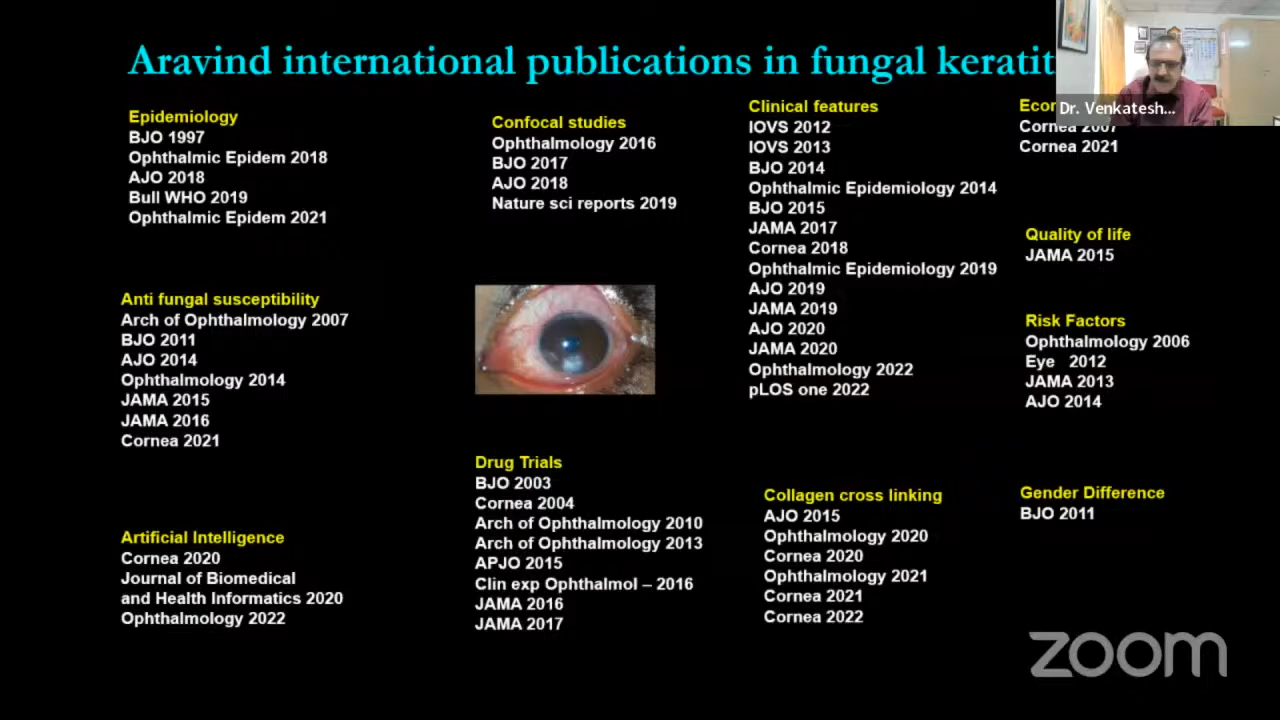 Aravind international publications in fungal keratit
Dr. Venkatesh...
Epidemiology
BJO 1997
Ophthalmic Epidem 2018
AJO 2018
Bull WHO 2019
Ophthalmic Epidem 2021
Anti fungal susceptibility
Arch of Ophthalmology 2007
BJO 2011
AJO 2014
Ophthalmology 2014
JAMA 2015
JAMA 2016
Cornea 2021
Artificial Intelligence
Cornea 2020
Journal of Biomedical
and Health Informatics 2020
Ophthalmology 2022
Confocal studies
Ophthalmology 2016
BJO 2017
AJO 2018
Nature sci reports 2019
Drug Trials
BJO 2003
Cornea 2004
Arch of Ophthalmology 2010
Arch of Ophthalmology 2013
APJO 2015
Clin exp Ophthalmol – 2016
JAMA 2016
JAMA 2017
Clinical features
IOVS 2012
IOVS 2013
BJO 2014
Ophthalmic Epidemiology 2014
BJO 2015
JAMA 2017
Cornea 2018
Ophthalmic Epidemiology 2019
AJO 2019
JAMA 2019
AJO 2020
JAMA 2020
Ophthalmology 2022
pLOS one 2022
Collagen cross linking
AJO 2015
Ophthalmology 2020
Cornea 2020
Ophthalmology 2021
Cornea 2021
Cornea 2022
Cornea 2007
Cornea 2021
Quality of life
JAMA 2015
Risk Factors
Ophthalmology 2006
Eye 2012
JAMA 2013
AJO 2014
Gender Difference
BJO 2011
zoom